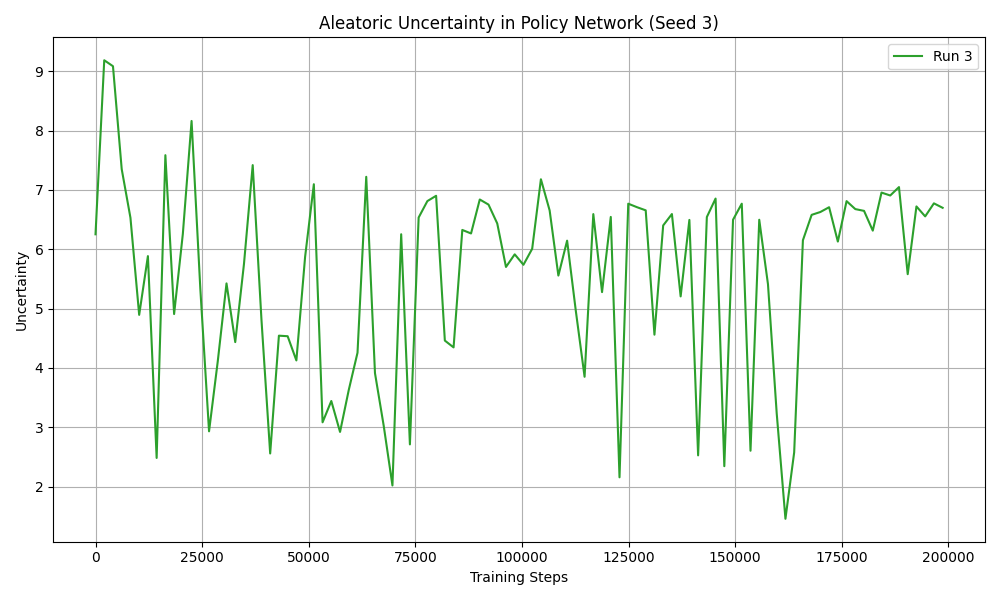 Aleatoric Uncertainty in Policy Network (Seed 3)
Run 3
Uncertainty
9
8
7
6
5
4
3
2
0 25000 50000 75000 100000 125000 150000 175000 200000
Training Steps